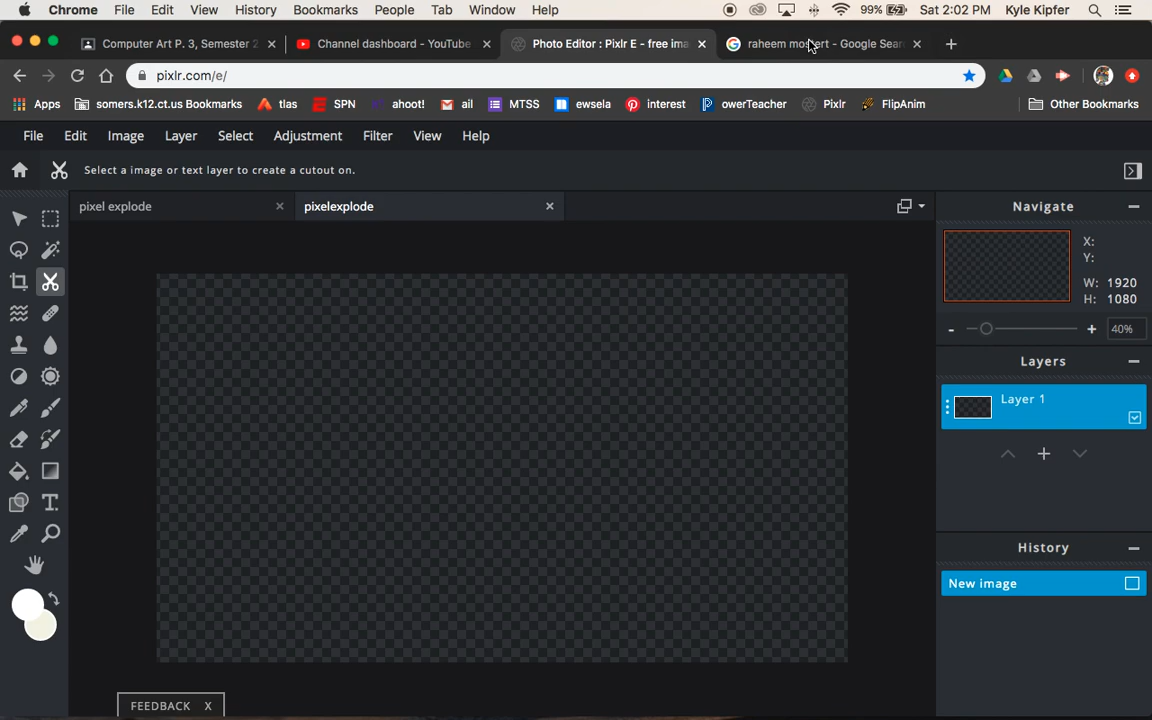 Chrome File Edit View History Bookmarks People Tab Window Help 99% Sat 2:02 PM Kyle Kipfer
Computer Art P. 3, Semester 2 Channel dashboard - YouTube Photo Editor : Pixlr E - free ima raheem mostert - Google Sear
pixlr.com/e/
Apps somers.k12.ct.us Bookmarks tlas SPN ahoot! ail MTSS ewsela interest owerTeacher Pixlr FlipAnim Other Bookmarks
File Edit Image Layer Select Adjustment Filter View Help
Select a image or text layer to create a cutout on.
pixel explode pixelexplode Navigate
X:
Y:
W: 1920
H: 1080
- + 40%
Layers
Layer 1
History
New image
FEEDBACK X